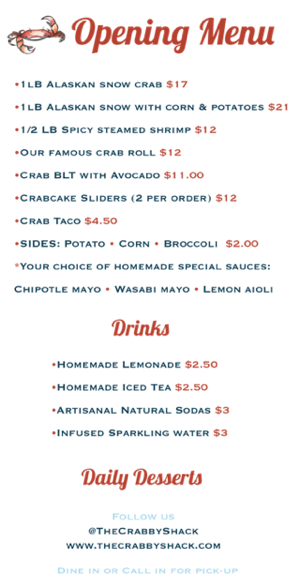 Opening Menu
•1LB Alaskan snow crab $17
•1LB Alaskan snow with corn & potatoes $21
•1/2 LB Spicy steamed shrimp $12
•Our famous crab roll $12
•Crab BLT with Avocado $11.00
•Crabcake Sliders (2 per order) $12
•Crab Taco $4.50
•SIDES: Potato • Corn • Broccoli $2.00
*Your choice of homemade special sauces:
Chipotle mayo • Wasabi mayo • Lemon aioli
Drinks
•Homemade Lemonade $2.50
•Homemade Iced Tea $2.50
•Artisanal Natural Sodas $3
•Infused Sparkling water $3
Daily Desserts
Follow us
@TheCrabbyShack
www.thecrabbyshack.com
Dine in or Call in for pick-up